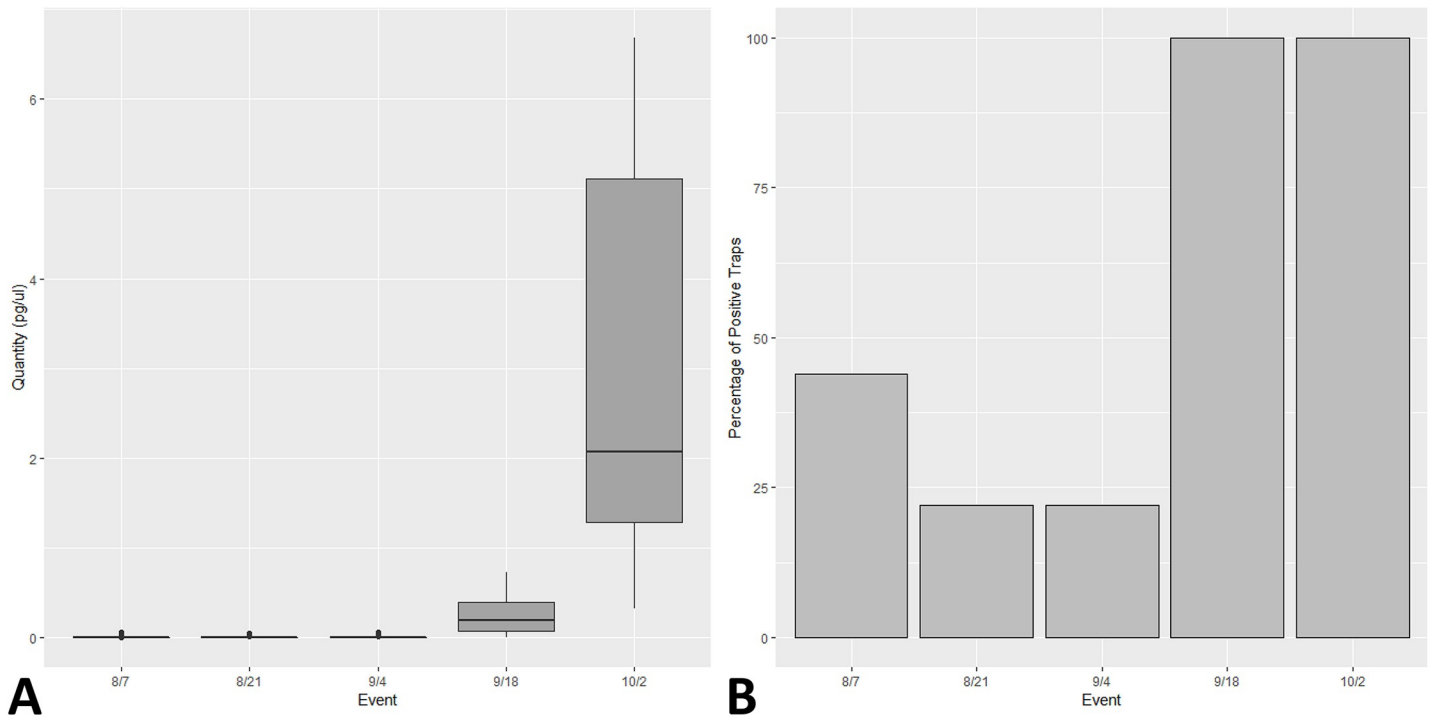 Quantity (pg/ul)
6
4
2
0
8/7 8/21 9/4 9/18 10/2
Event
A
Percentage of Positive Traps
100
75
50
25
0
8/7 8/21 9/4 9/18 10/2
Event
B